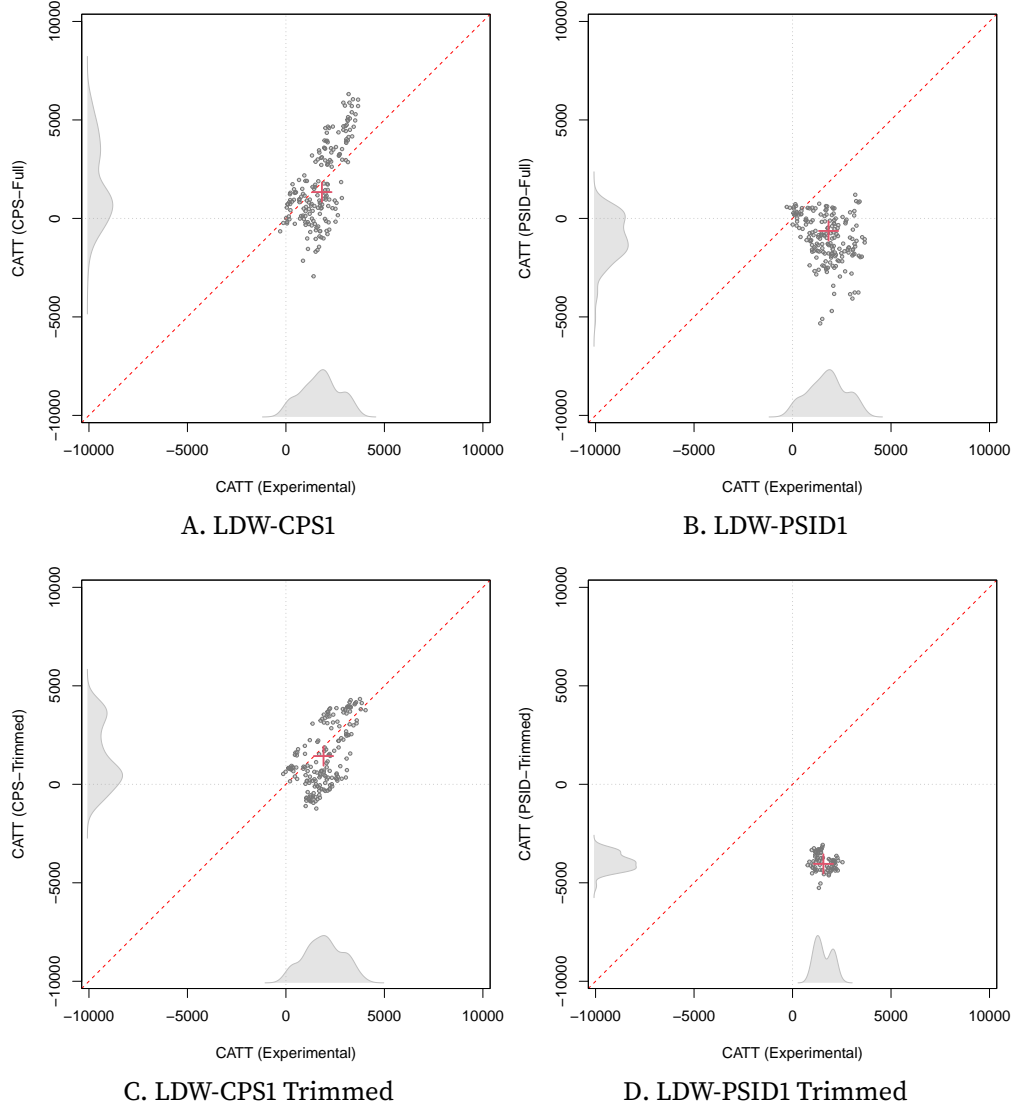 10000
5000
0
−5000
−10000
CATT (CPS−Full)
−10000 −5000 0 5000 10000
CATT (Experimental)
A. LDW-CPS1
10000
5000
0
−5000
−10000
CATT (PSID−Full)
−10000 −5000 0 5000 10000
CATT (Experimental)
B. LDW-PSID1
10000
5000
0
−5000
−10000
CATT (CPS−Trimmed)
−10000 −5000 0 5000 10000
CATT (Experimental)
C. LDW-CPS1 Trimmed
10000
5000
0
−5000
−10000
CATT (PSID−Trimmed)
−10000 −5000 0 5000 10000
CATT (Experimental)
D. LDW-PSID1 Trimmed